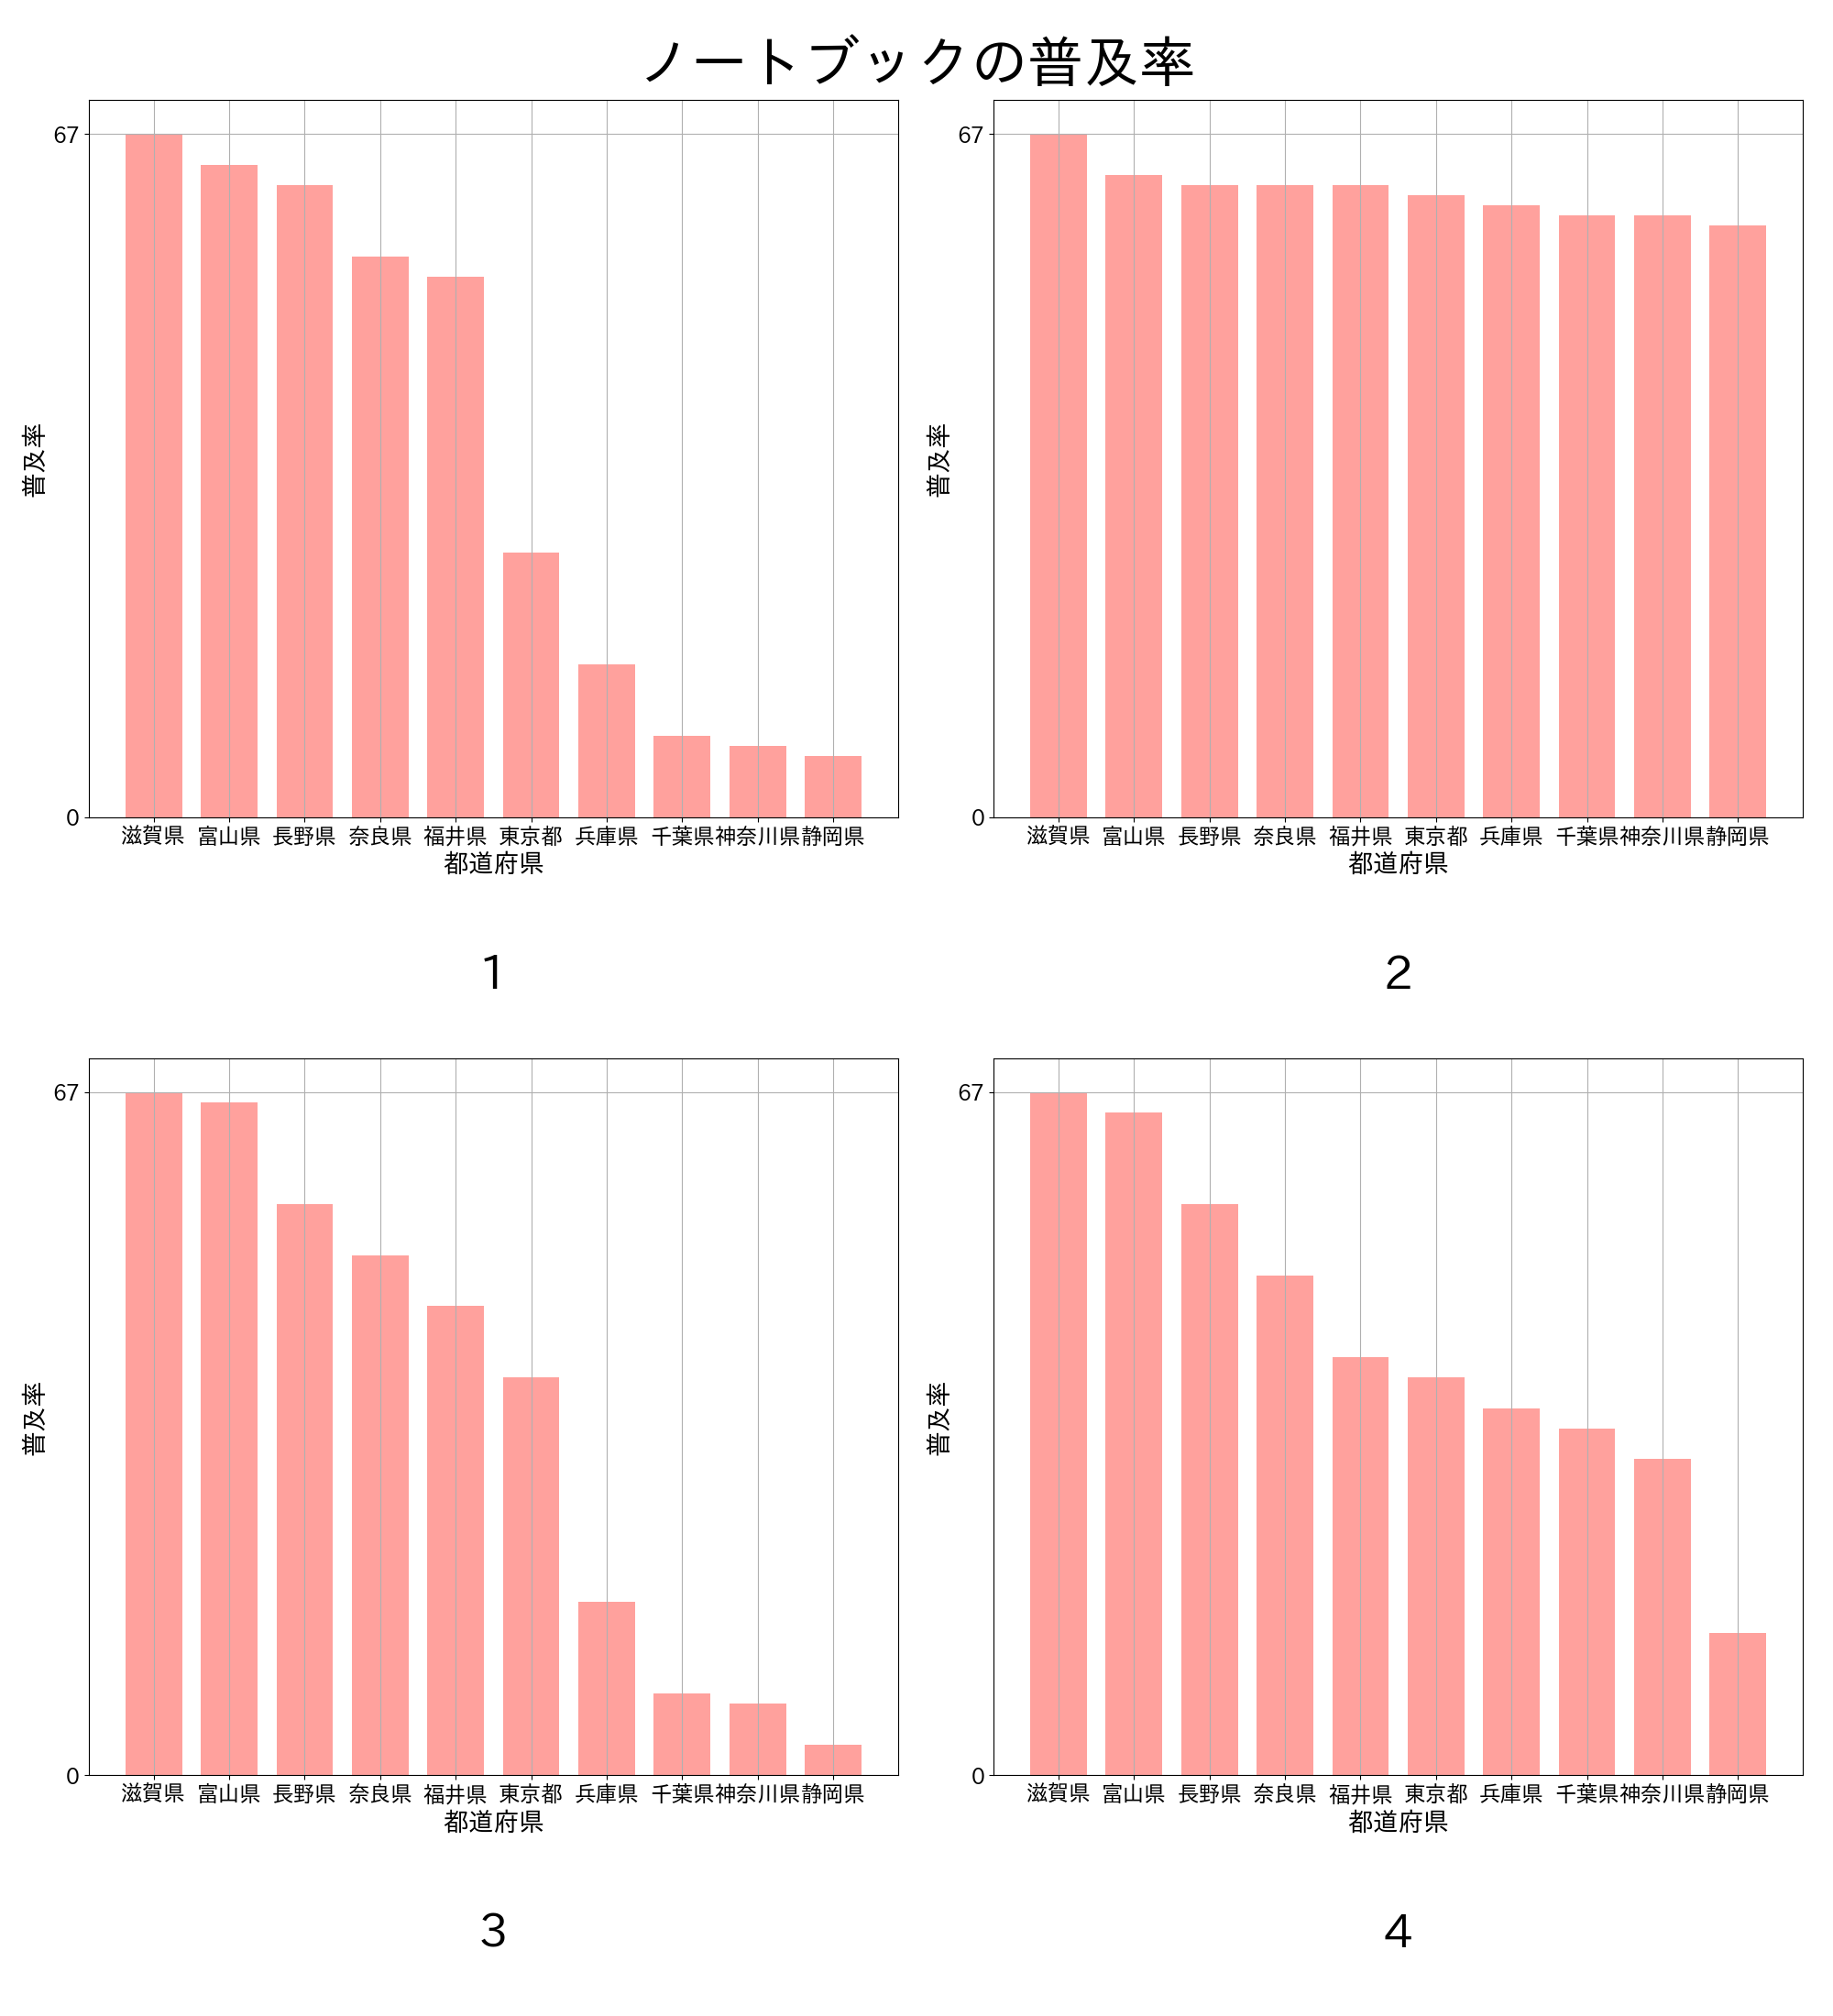 ノートブックの普及率
67
普及率
0
滋賀県 富山県 長野県 奈良県 福井県 東京都 兵庫県 千葉県 神奈川県 静岡県
都道府県
1
67
普及率
0
滋賀県 富山県 長野県 奈良県 福井県 東京都 兵庫県 千葉県 神奈川県 静岡県
都道府県
2
67
普及率
0
滋賀県 富山県 長野県 奈良県 福井県 東京都 兵庫県 千葉県 神奈川県 静岡県
都道府県
3
67
普及率
0
滋賀県 富山県 長野県 奈良県 福井県 東京都 兵庫県 千葉県 神奈川県 静岡県
都道府県
4